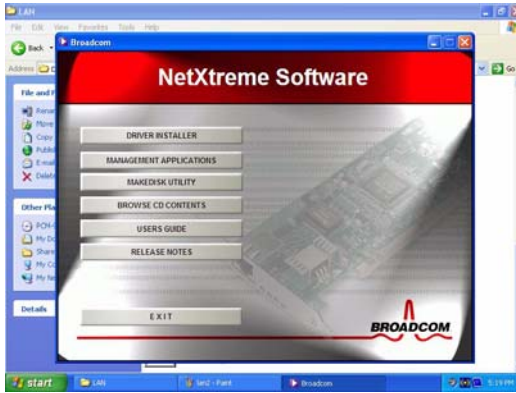 LAN
File Edit View Favorites Tools Help
Broadcom
Back
Address
Go
NetXtreme Software
File and F
DRIVER INSTALLER
MANAGEMENT APPLICATIONS
MAKEDISK UTILITY
BROWSE CD CONTENTS
USERS GUIDE
RELEASE NOTES
EXIT
BROADCOM
Move
Copy
Publis
E-mail
Delete
Other Pla
My Do
Share
My Co
My Ne
Details
start
LAN
lan2 - Paint
Broadcom
5:19 PM